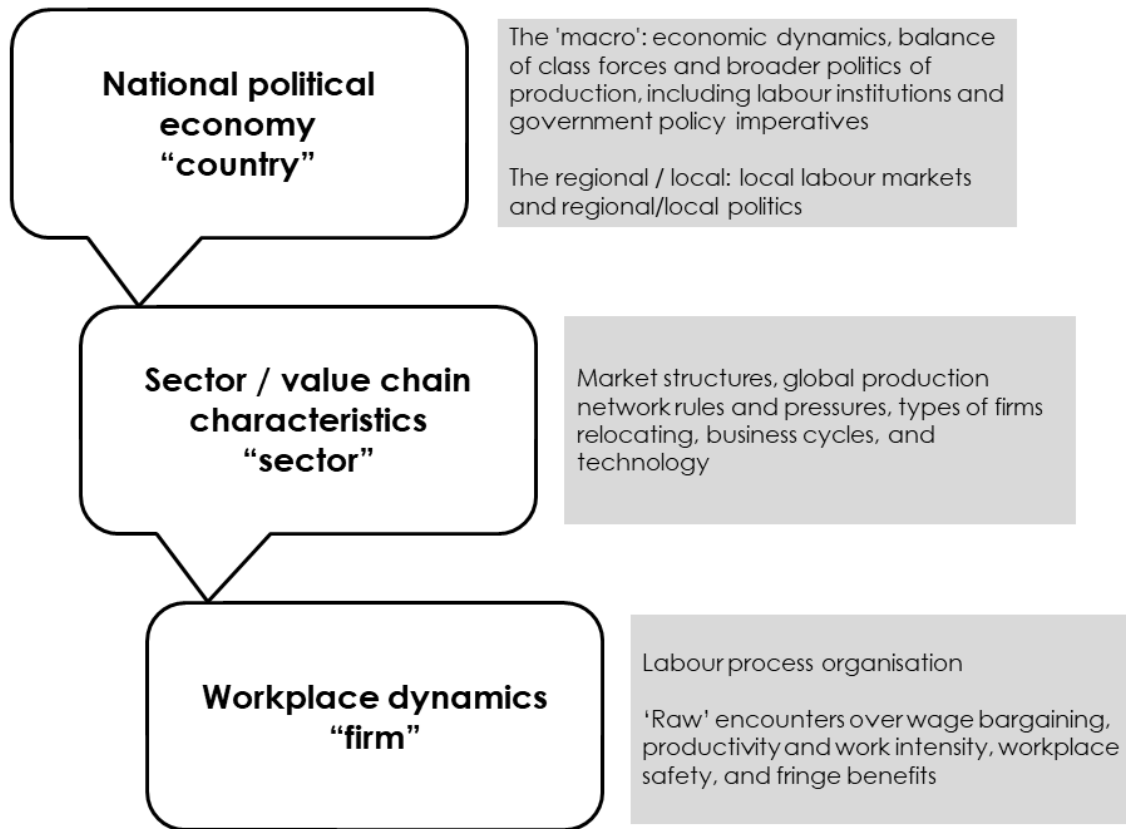 National political
economy
“country”
The 'macro': economic dynamics, balance
of class forces and broader politics of
production, including labour institutions and
government policy imperatives
The regional / local: local labour markets
and regional/local politics
Sector / value chain
characteristics
“sector”
Market structures, global production
network rules and pressures, types of firms
relocating, business cycles, and
technology
Workplace dynamics
“firm”
Labour process organisation
‘Raw’ encounters over wage bargaining,
productivity and work intensity, workplace
safety, and fringe benefits